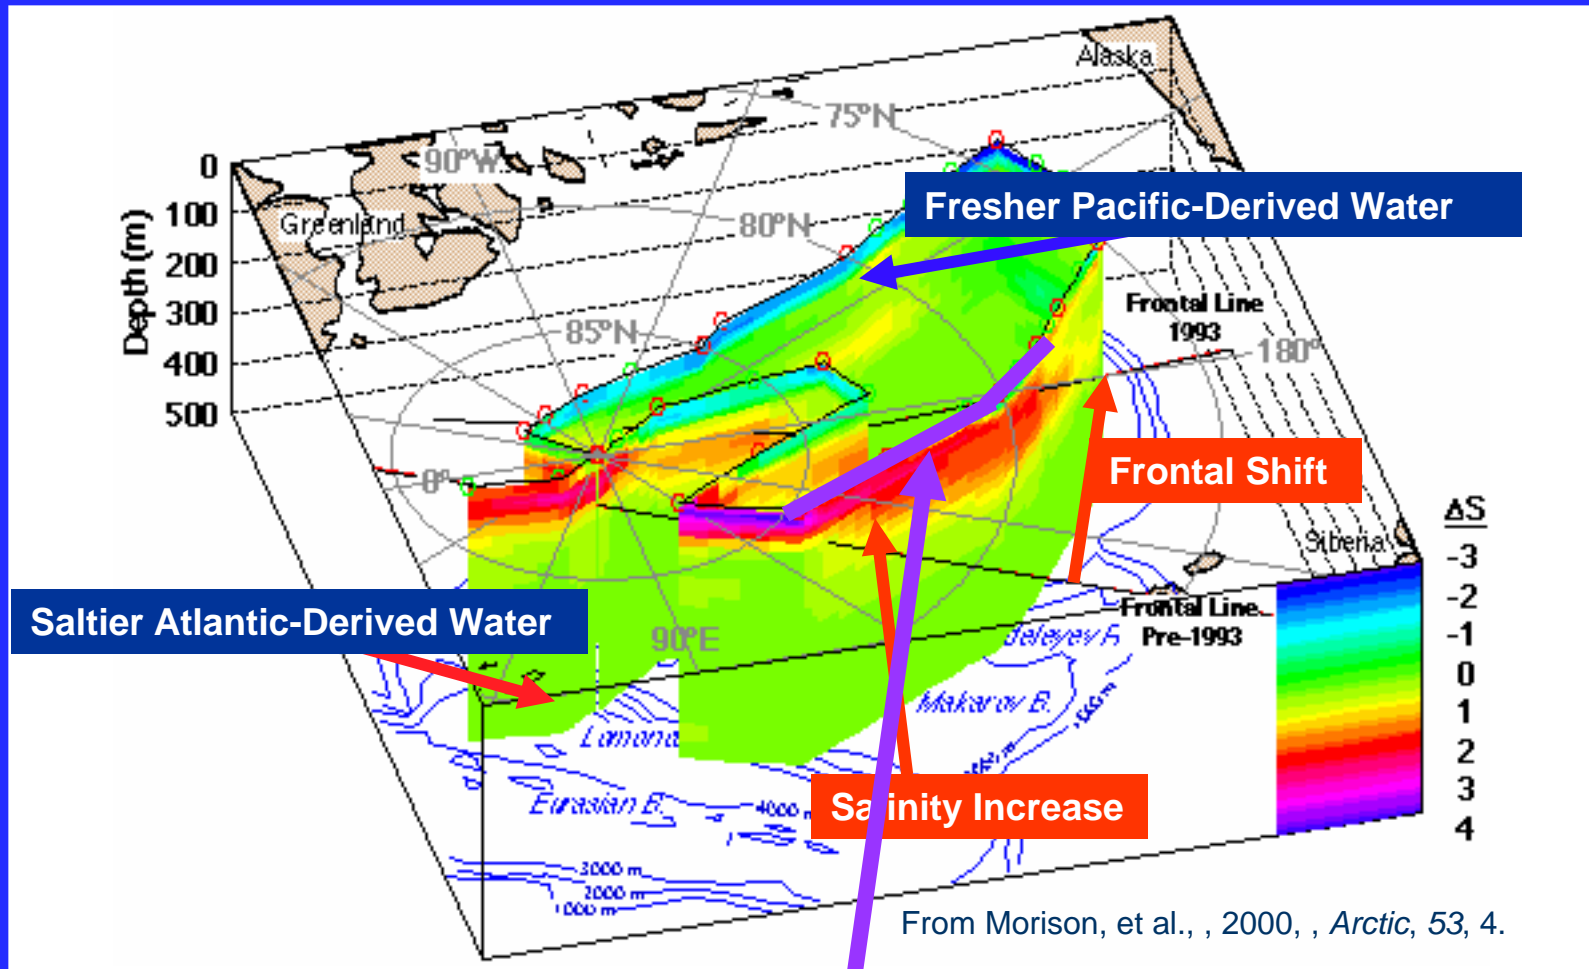 Alaska
75°N
0
90°W
Fresher Pacific-Derived Water
100
Greenland
80°N
200
Depth (m)
300
Frontal Line
1993
85°N
180°
400
500
Frontal Shift
0°
ΔS
Siberia
-3
-2
Frontal Line
Pre-1993
Saltier Atlantic-Derived Water
90°E
-1
0
Makarov B.
1
2
Eurasian B.
4000 m
Salinity Increase
3
4
3000 m
2000 m
1000 m
From Morison, et al., , 2000, , Arctic, 53, 4.